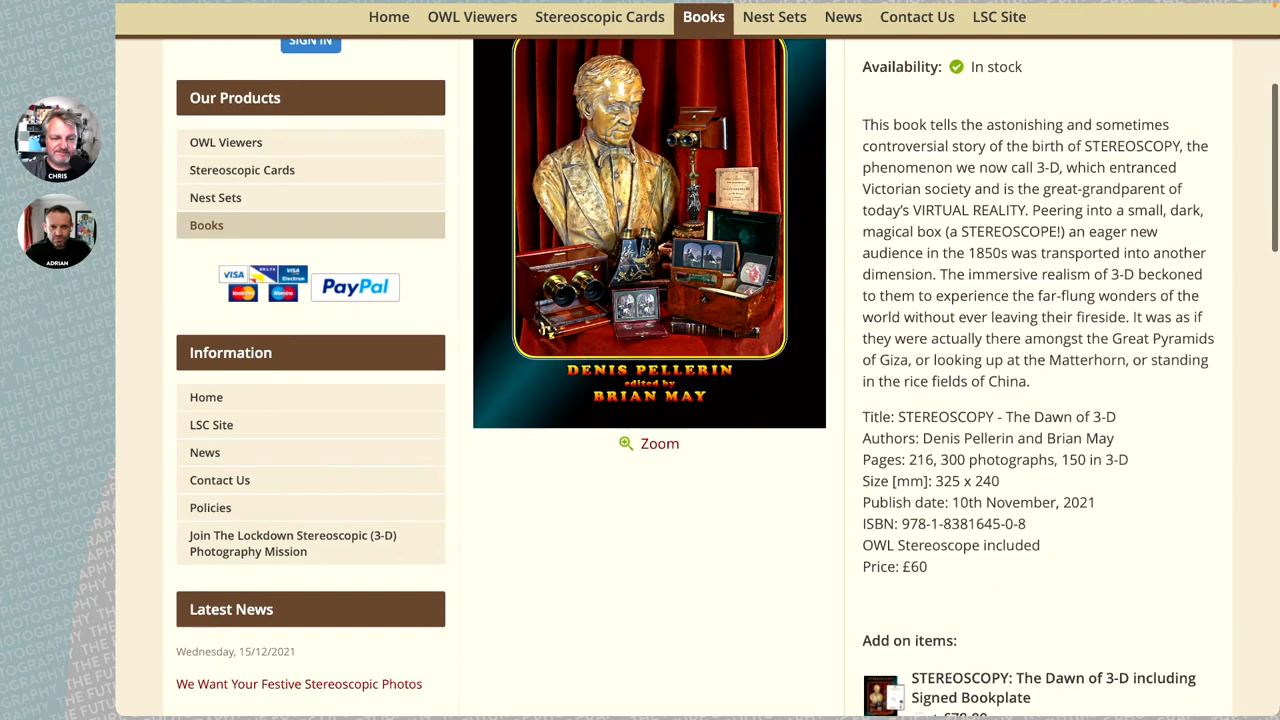 Home OWL Viewers Stereoscopic Cards Books Nest Sets News Contact Us LSC Site
SIGN IN
Our Products
OWL Viewers
Stereoscopic Cards
Nest Sets
Books
VISA DELTA VISA Electron
PayPal
Information
Home
LSC Site
News
Contact Us
Policies
Join The Lockdown Stereoscopic (3-D)
Photography Mission
Latest News
Wednesday, 15/12/2021
We Want Your Festive Stereoscopic Photos
DENIS PELLERIN
edited by
BRIAN MAY
Zoom
Availability: In stock
This book tells the astonishing and sometimes
controversial story of the birth of STEREOSCOPY, the
phenomenon we now call 3-D, which entranced
Victorian society and is the great-grandparent of
today's VIRTUAL REALITY. Peering into a small, dark,
magical box (a STEREOSCOPE!) an eager new
audience in the 1850s was transported into another
dimension. The immersive realism of 3-D beckoned
to them to experience the far-flung wonders of the
world without ever leaving their fireside. It was as if
they were actually there amongst the Great Pyramids
of Giza, or looking up at the Matterhorn, or standing
in the rice fields of China.
Title: STEREOSCOPY - The Dawn of 3-D
Authors: Denis Pellerin and Brian May
Pages: 216, 300 photographs, 150 in 3-D
Size [mm]: 325 x 240
Publish date: 10th November, 2021
ISBN: 978-1-8381645-0-8
OWL Stereoscope included
Price: £60
Add on items:
STEREOSCOPY: The Dawn of 3-D including
Signed Bookplate
CHRIS
ADRIAN